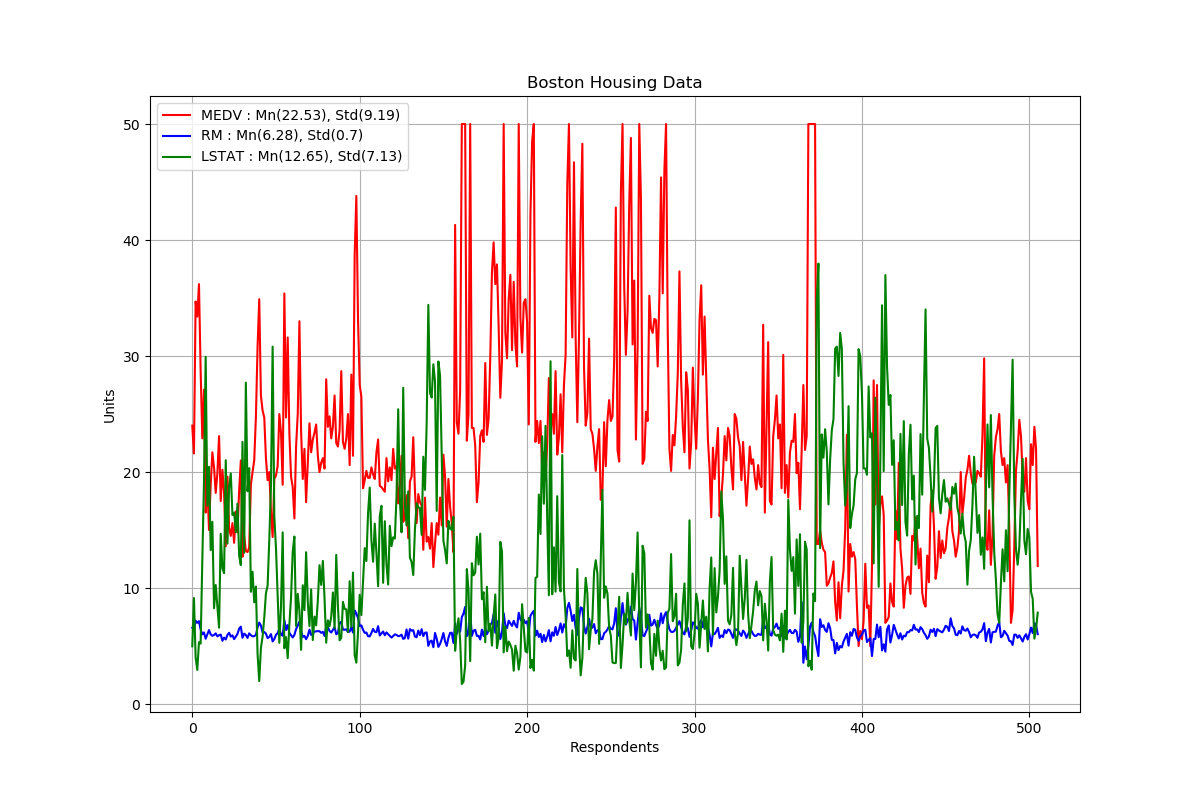 Boston Housing Data
MEDV : Mn(22.53), Std(9.19)
RM : Mn(6.28), Std(0.7)
LSTAT : Mn(12.65), Std(7.13)
50
40
30
20
10
0
Units
0 100 200 300 400 500
Respondents